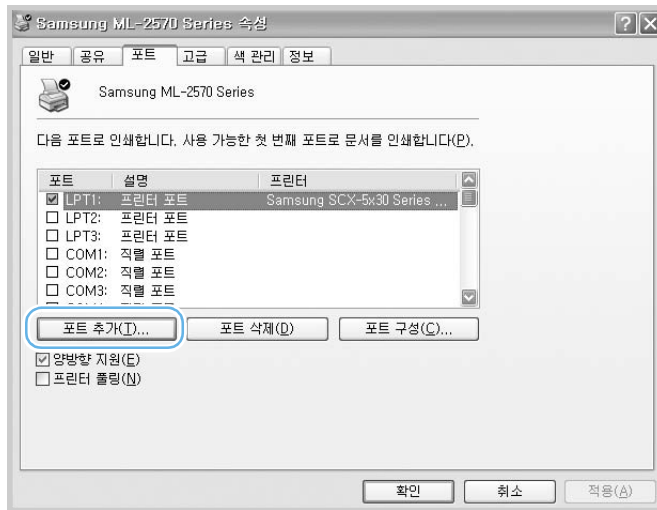 Samsung ML-2570 Series 속성
일반 공유 포트 고급 색 관리 정보
Samsung ML-2570 Series
다음 포트로 인쇄합니다. 사용 가능한 첫 번째 포트로 문서를 인쇄합니다(P).
포트 설명 프린터
LPT1: 프린터 포트 Samsung SCX-5x30 Series ...
LPT2: 프린터 포트
LPT3: 프린터 포트
COM1: 직렬 포트
COM2: 직렬 포트
COM3: 직렬 포트
포트 추가(T)... 포트 삭제(D) 포트 구성(C)...
양방향 지원(E)
프린터 풀링(N)
확인 취소 적용(A)